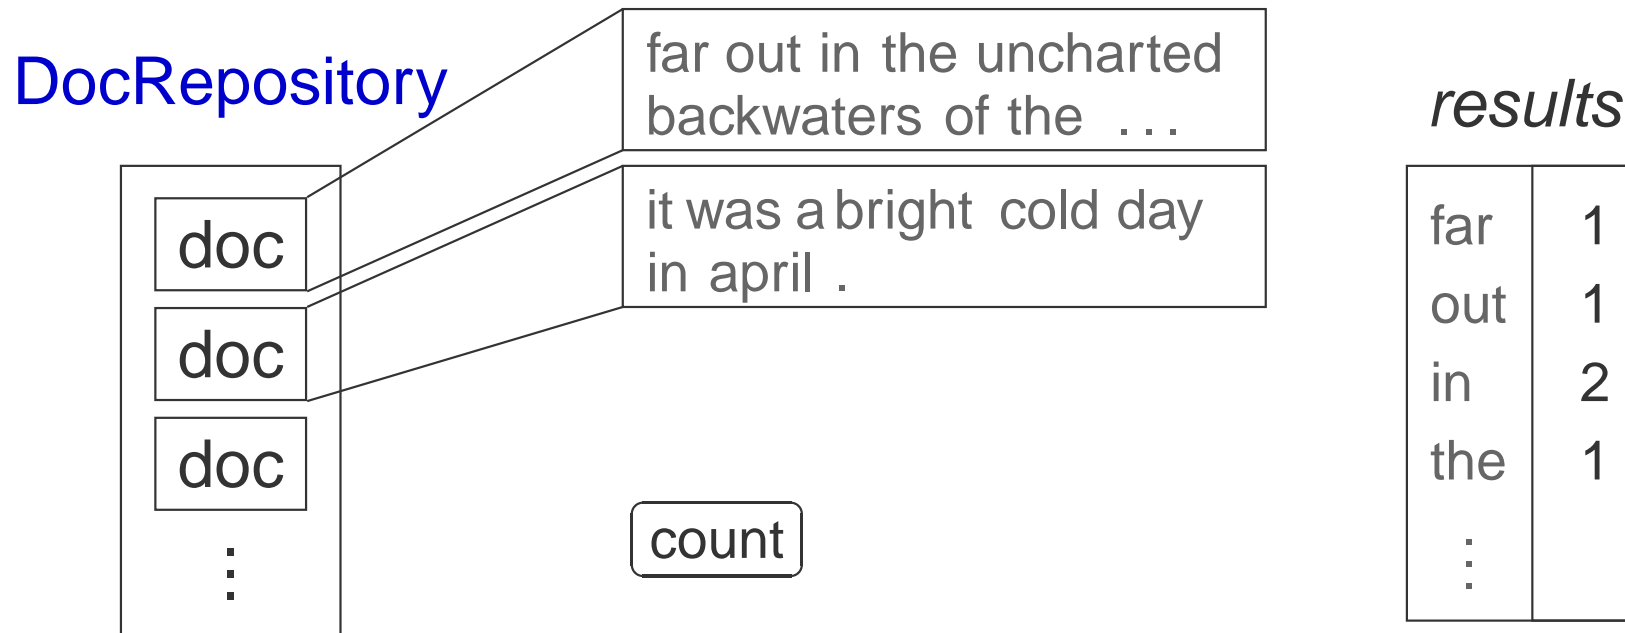 DocRepository
doc
doc
doc
far out in the uncharted
backwaters of the ...
it was a bright cold day
in april .
count
results
far 1
out 1
in 2
the 1